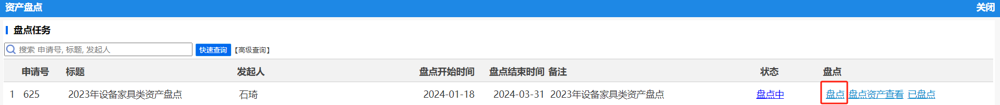 资产盘点 关闭
盘点任务
搜索 申请号, 标题, 发起人 快速查询 【高级查询】
申请号 标题 发起人 盘点开始时间 盘点结束时间 备注 状态 盘点
1 625 2023年设备家具类资产盘点 石琦 2024-01-18 2024-03-31 2023年设备家具类资产盘点 盘点中 盘点 盘点资产查看 已盘点